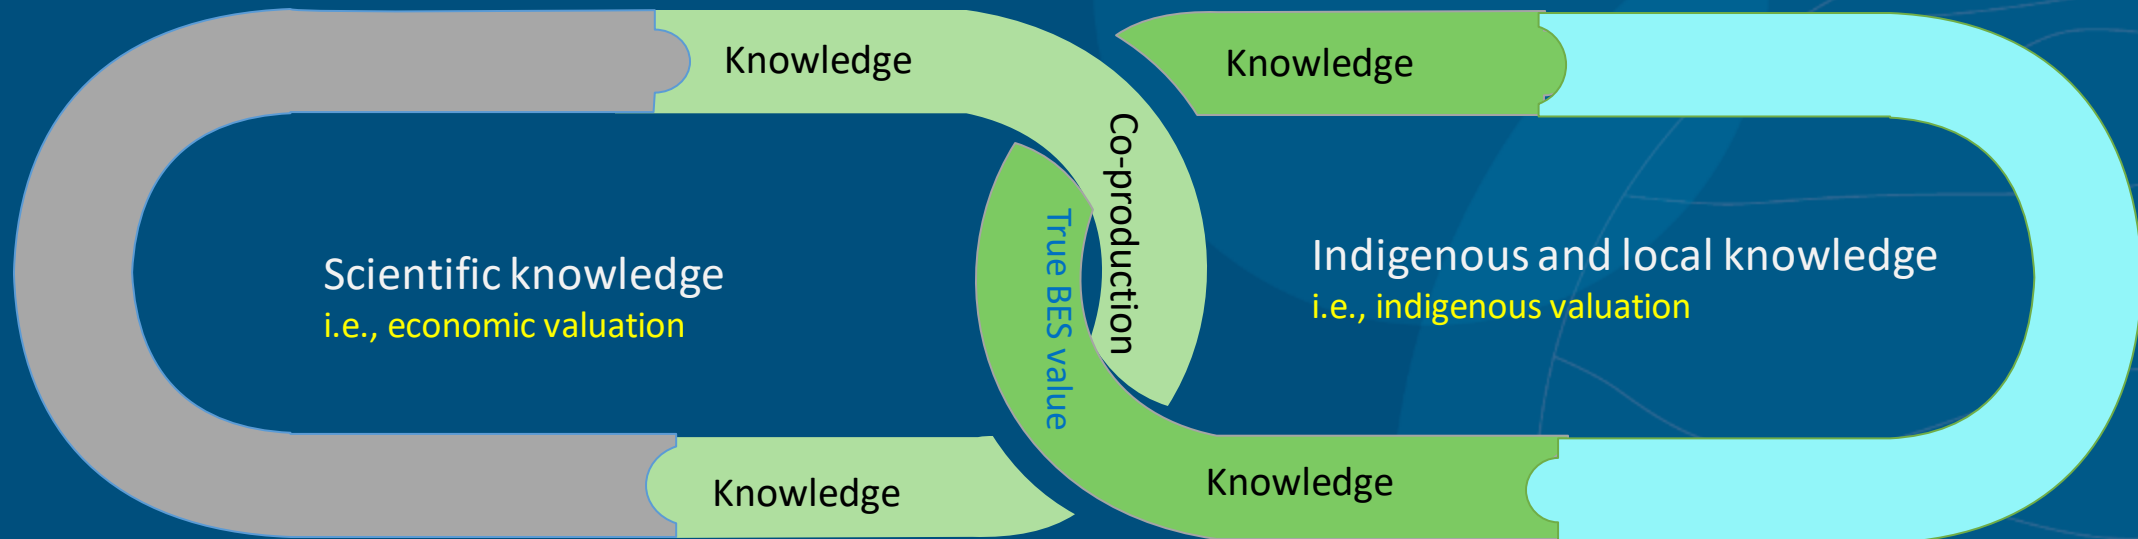 Knowledge
Knowledge
Co-production
True BES value
Scientific knowledge
i.e., economic valuation
Indigenous and local knowledge
i.e., indigenous valuation
Knowledge
Knowledge